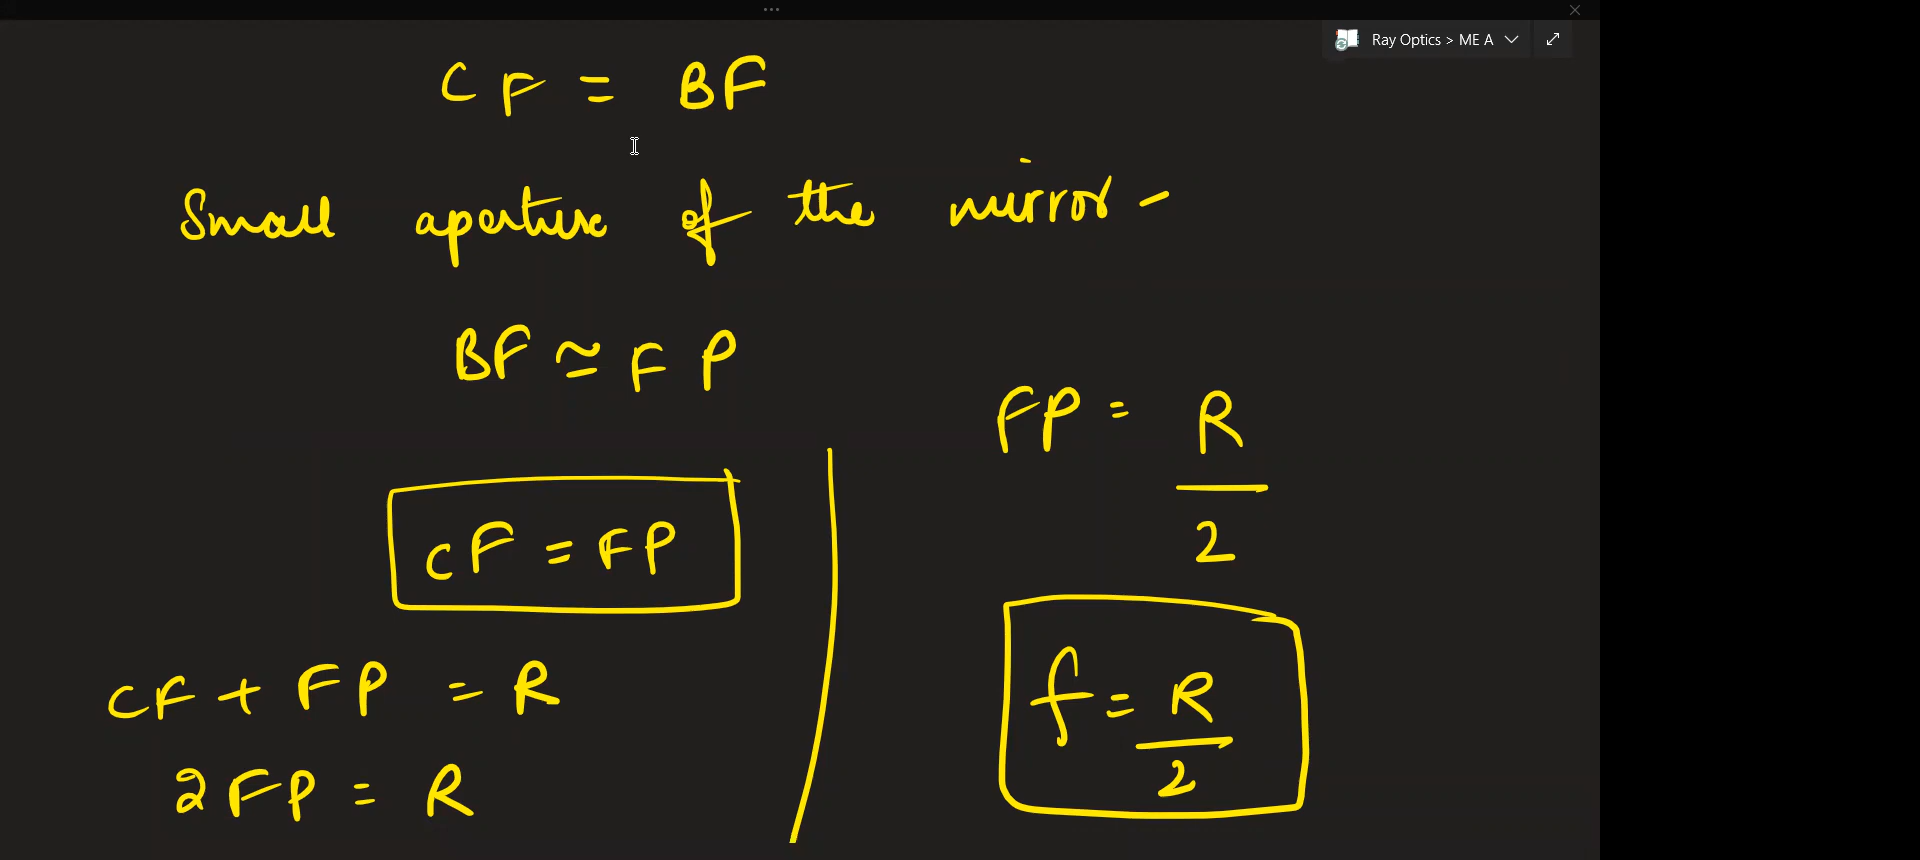 Ray Optics > ME A
CF = BF
Small aperture of the mirror -
BF ≃ FP
CF = FP
CF + FP = R
2FP = R
FP = R
2
f = R
2